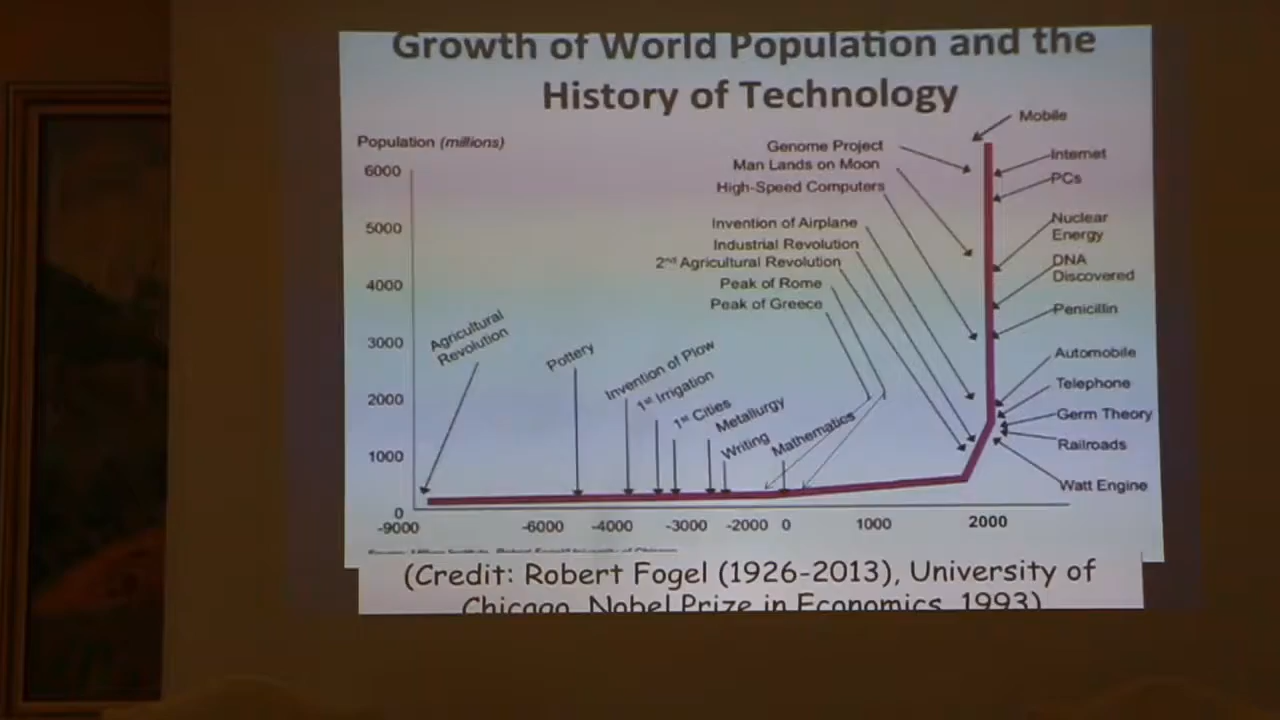 Growth of World Population and the
History of Technology
Population (millions)
Mobile
Genome Project
Man Lands on Moon
High-Speed Computers
Internet
PCs
Invention of Airplane
Industrial Revolution
2nd Agricultural Revolution
Peak of Rome
Peak of Greece
Nuclear
Energy
DNA
Discovered
Penicillin
Automobile
Telephone
Germ Theory
Railroads
Watt Engine
Agricultural
Revolution
Pottery
Invention of Plow
1st Irrigation
1st Cities
Metallurgy
Writing
Mathematics
6000
5000
4000
3000
2000
1000
0
-9000 -6000 -4000 -3000 -2000 0 1000 2000
(Credit: Robert Fogel (1926-2013), University of
Chicago, Nobel Prize in Economics, 1993)